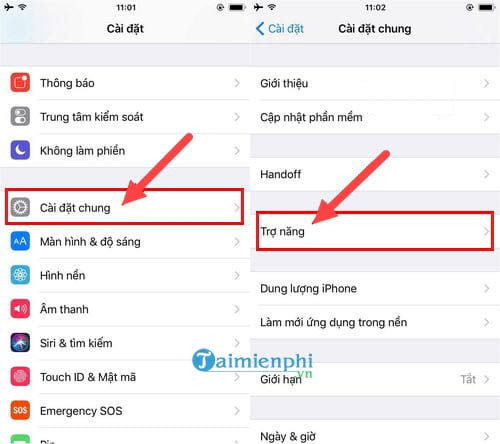 11:01
Cài đặt
Thông báo
Trung tâm kiểm soát
Không làm phiền
Cài đặt chung
Màn hình & độ sáng
Hình nền
Âm thanh
Siri & tìm kiếm
Touch ID & Mật mã
SOS
Emergency SOS
Pin
11:02
Cài đặt
Cài đặt chung
Giới thiệu
Cập nhật phần mềm
Handoff
Trợ năng
Dung lượng iPhone
Làm mới ứng dụng trong nền
Giới hạn
Tắt
Ngày & giờ
Taimienphi
.vn